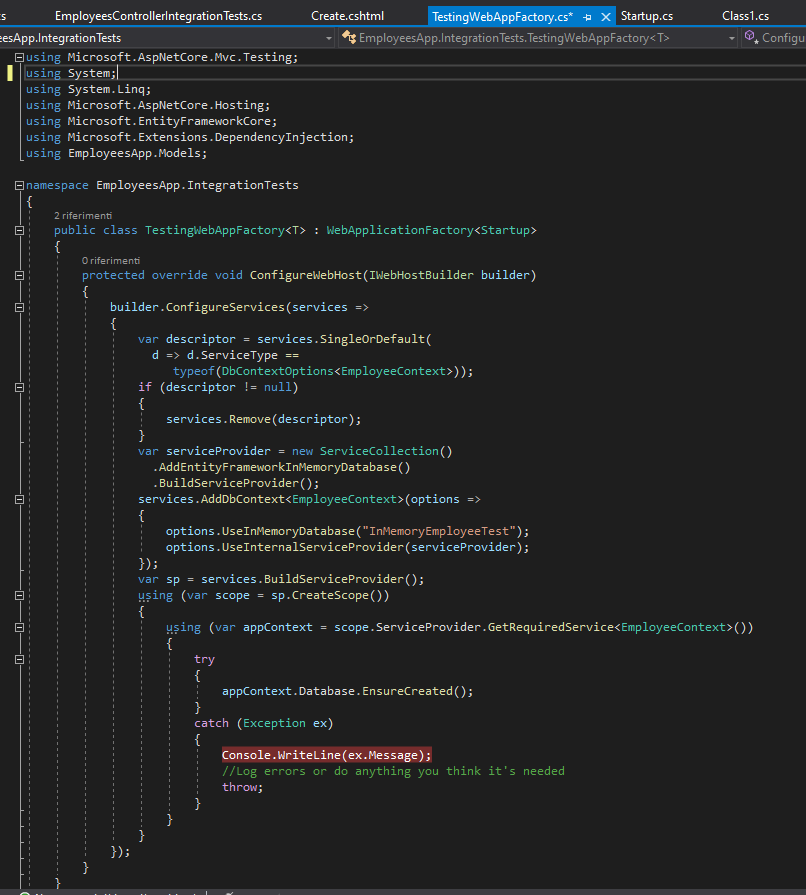 cs EmployeesControllerIntegrationTests.cs Create.cshtml TestingWebAppFactory.cs* Startup.cs Class1.cs
eesApp.IntegrationTests EmployeesApp.IntegrationTests.TestingWebAppFactory<T> Configu
using Microsoft.AspNetCore.Mvc.Testing;
using System;
using System.Linq;
using Microsoft.AspNetCore.Hosting;
using Microsoft.EntityFrameworkCore;
using Microsoft.Extensions.DependencyInjection;
using EmployeesApp.Models;
namespace EmployeesApp.IntegrationTests
{
2 riferimenti
public class TestingWebAppFactory<T> : WebApplicationFactory<Startup>
{
0 riferimenti
protected override void ConfigureWebHost(IWebHostBuilder builder)
{
builder.ConfigureServices(services =>
{
var descriptor = services.SingleOrDefault(
d => d.ServiceType ==
typeof(DbContextOptions<EmployeeContext>));
if (descriptor != null)
{
services.Remove(descriptor);
}
var serviceProvider = new ServiceCollection()
.AddEntityFrameworkInMemoryDatabase()
.BuildServiceProvider();
services.AddDbContext<EmployeeContext>(options =>
{
options.UseInMemoryDatabase("InMemoryEmployeeTest");
options.UseInternalServiceProvider(serviceProvider);
});
var sp = services.BuildServiceProvider();
using (var scope = sp.CreateScope())
{
using (var appContext = scope.ServiceProvider.GetRequiredService<EmployeeContext>())
{
try
{
appContext.Database.EnsureCreated();
}
catch (Exception ex)
{
Console.WriteLine(ex.Message);
//Log errors or do anything you think it's needed
throw;
}
}
}
});
}
}